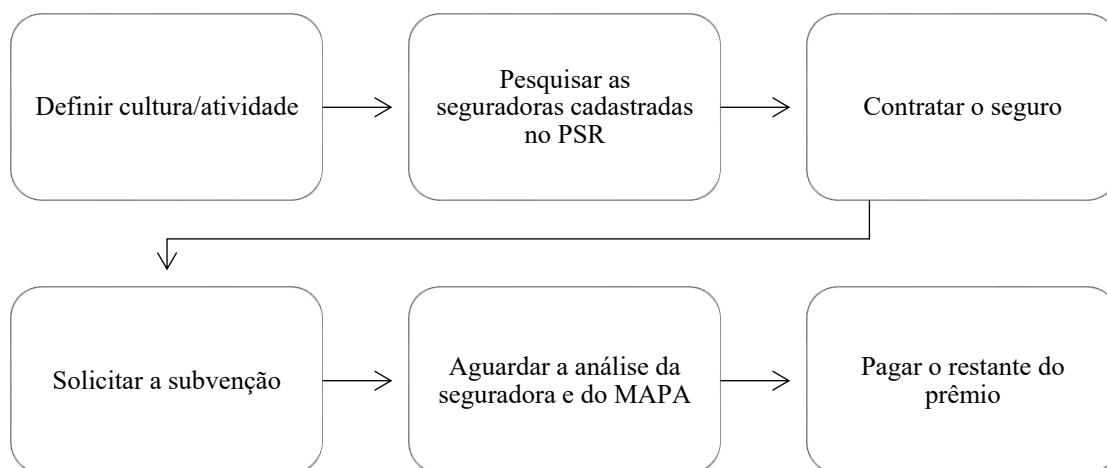 Definir cultura/atividade
Pesquisar as
seguradoras cadastradas
no PSR
Contratar o seguro
Solicitar a subvenção
Aguardar a análise da
seguradora e do MAPA
Pagar o restante do
prêmio